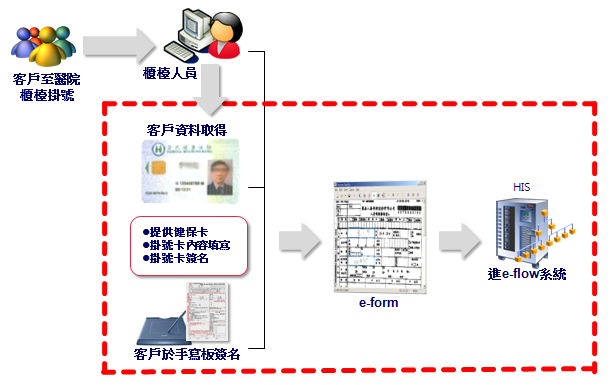 客戶至醫院
櫃檯掛號
櫃檯人員
客戶資料取得
●提供健保卡
●掛號卡內容填寫
●掛號卡簽名
客戶於手寫板簽名
e-form
HIS
進e-flow系統